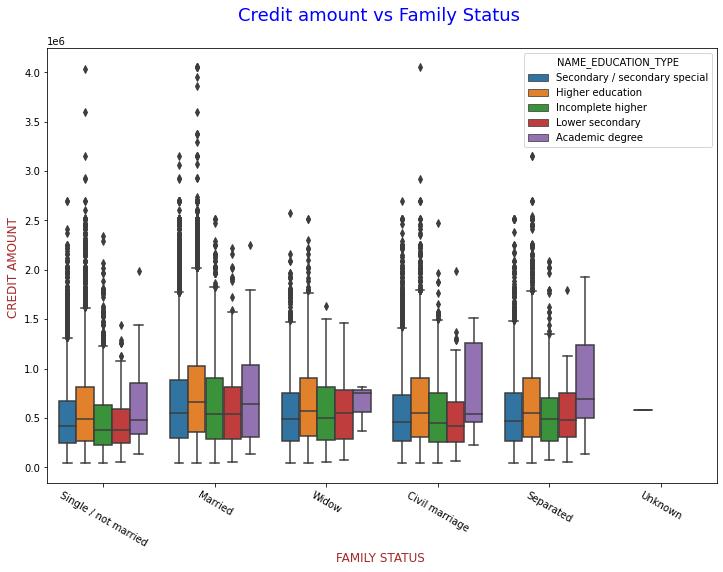 Credit amount vs Family Status
1e6
NAME_EDUCATION_TYPE
Secondary / secondary special
Higher education
Incomplete higher
Lower secondary
Academic degree
4.0
3.5
3.0
2.5
2.0
1.5
1.0
0.5
0.0
CREDIT AMOUNT
Single / not married
Married
Widow
Civil marriage
Separated
Unknown
FAMILY STATUS